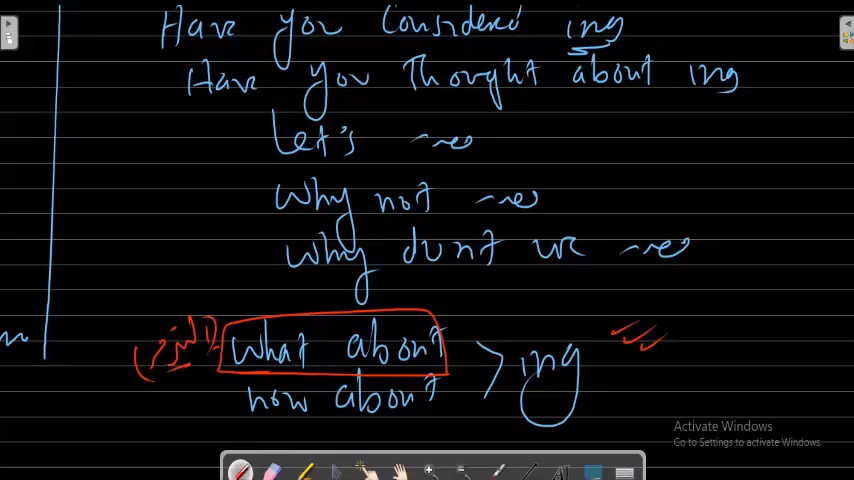 Have you Considered ing
Have you Thought about ing
Let's
Why not
Why dont we
What about > ing
how about
Activate Windows
Go to Settings to activate Windows.